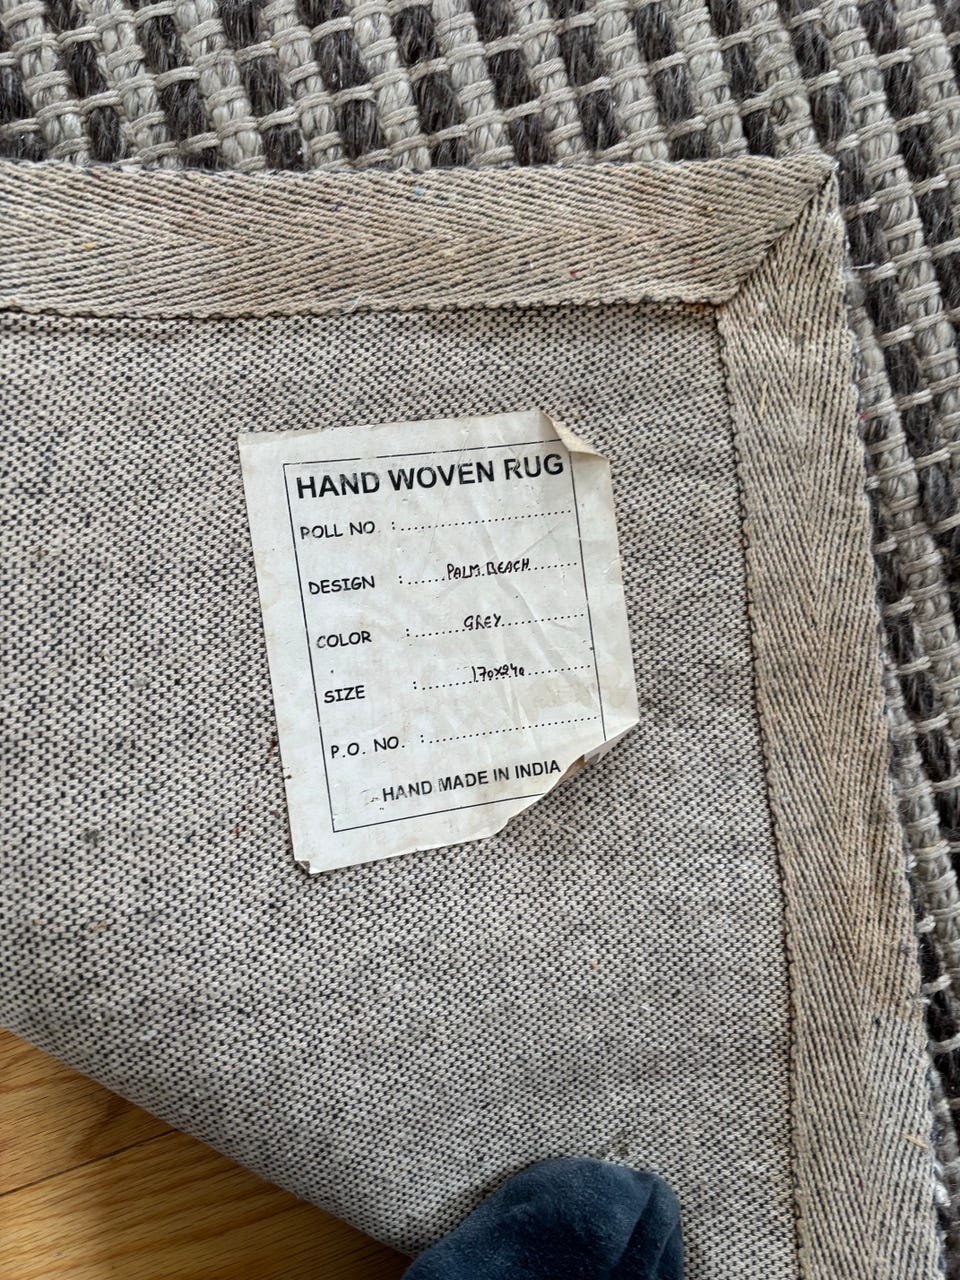 HAND WOVEN RUG
POLL NO. :
DESIGN : PALM BEACH
COLOR : GREY
SIZE : 170x240
P.O. NO. :
HAND MADE IN INDIA